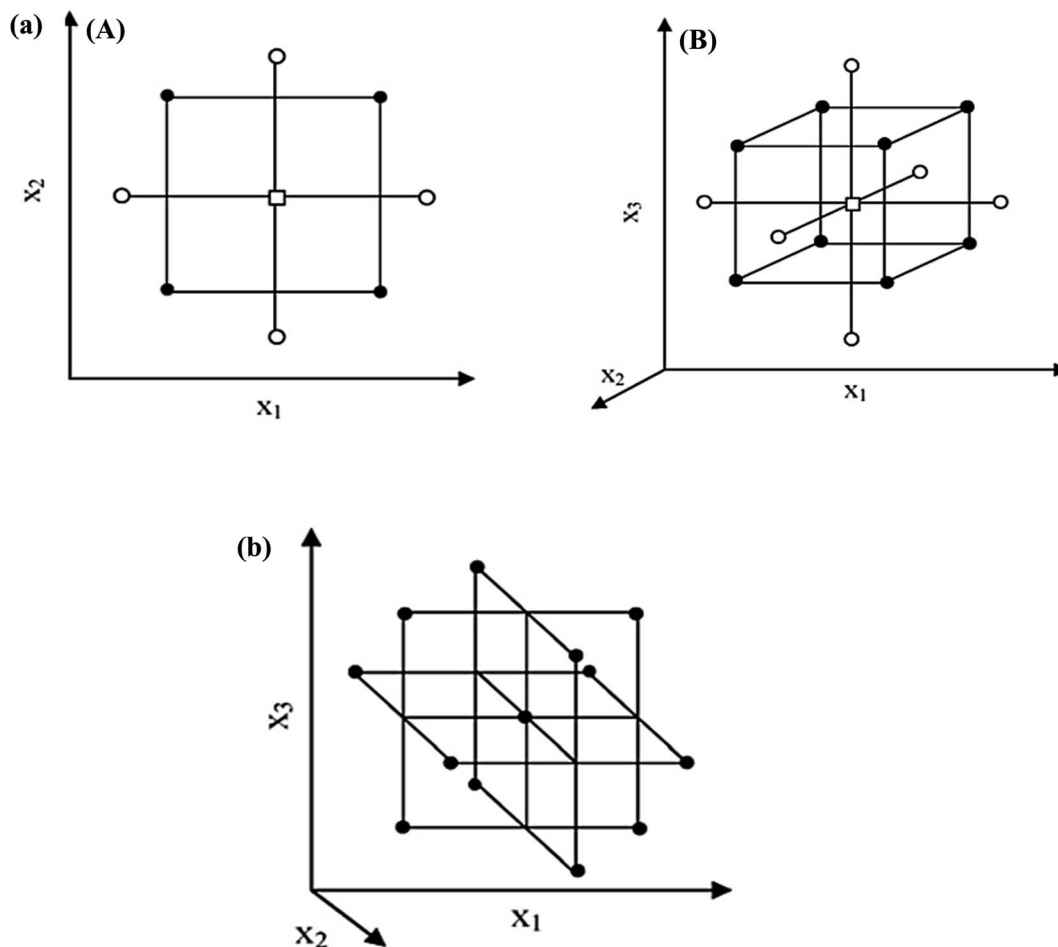 (a) (A) (B)
x₂ x₃
x₂
x₁ x₁
(b)
x₃
x₁
x₂